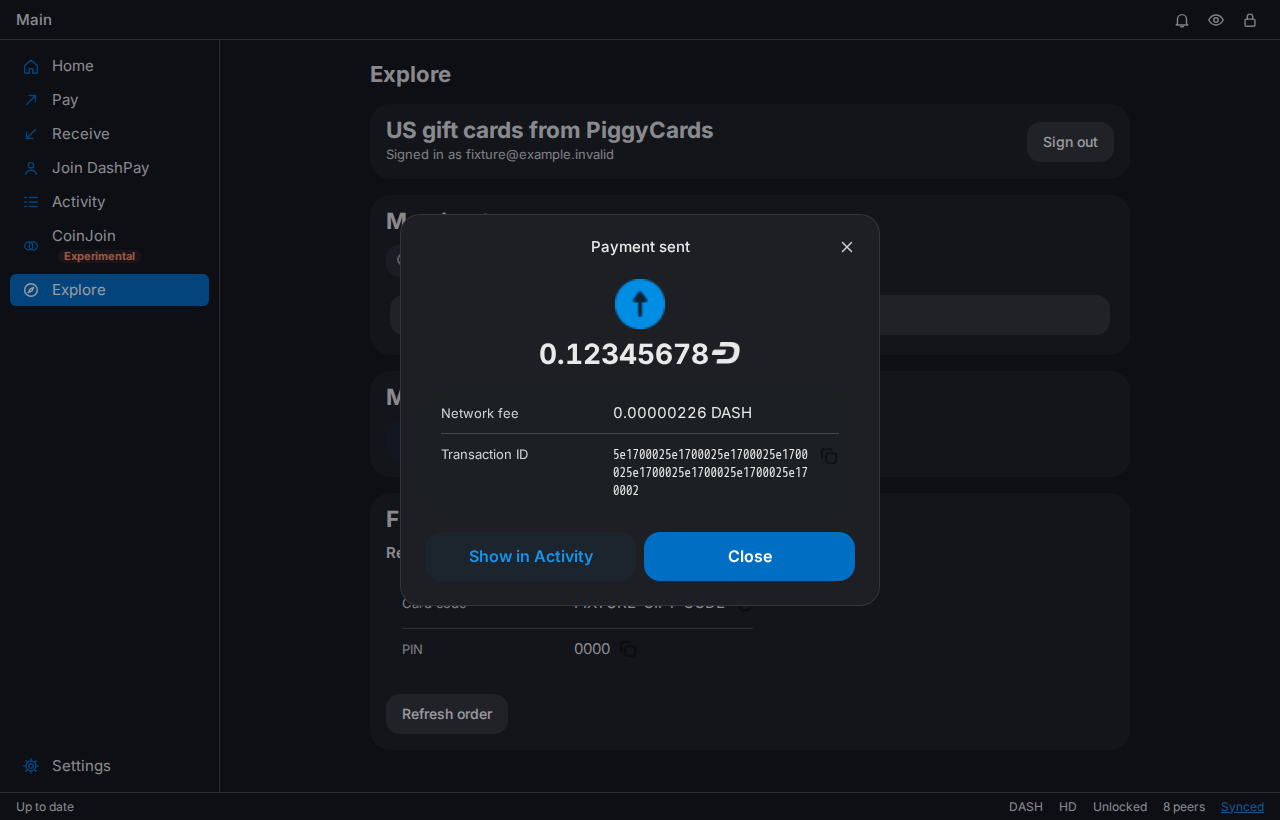 Main
Home
Pay
Receive
Join DashPay
Activity
CoinJoin
Experimental
Explore
Settings
Explore
US gift cards from PiggyCards
Signed in as fixture@example.invalid
Sign out
Payment sent
0.12345678
Network fee
0.00000226 DASH
Transaction ID
5e1700025e1700025e1700025e1700
025e1700025e1700025e1700025e17
0002
Show in Activity
Close
PIN
0000
Refresh order
Up to date
DASH
HD
Unlocked
8 peers
Synced